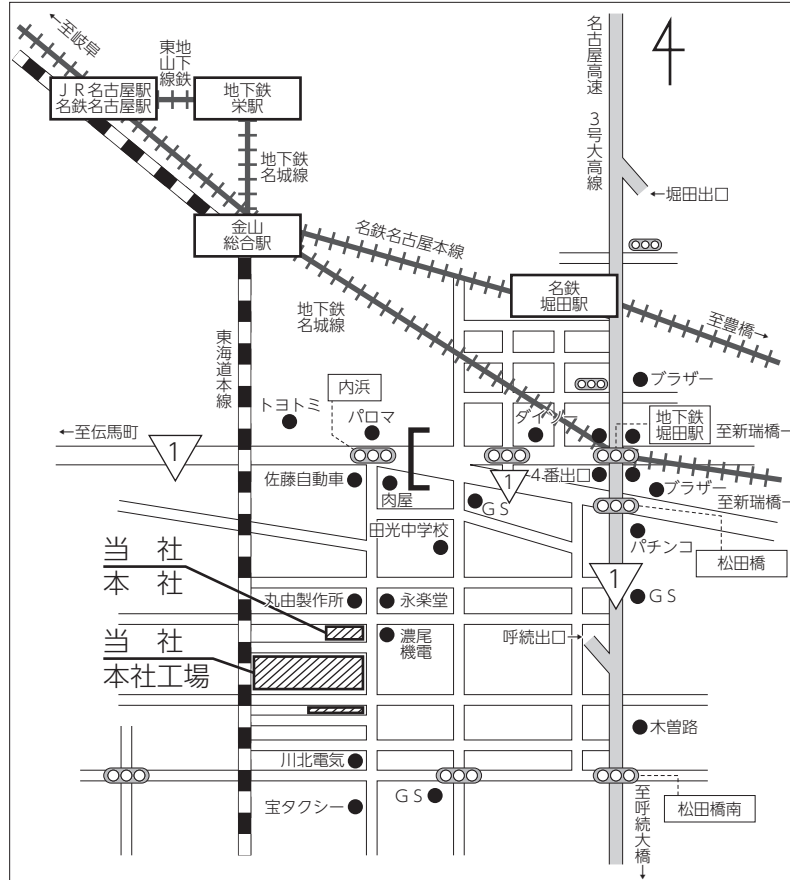 ←至岐阜
地下鉄
東山線
名古屋高速 3号大高線
4
JR名古屋駅
名鉄名古屋駅
地下鉄
栄駅
地下鉄
名城線
←堀田出口
金山
総合駅
名鉄名古屋本線
名鉄
堀田駅
地下鉄
名城線
至豊橋→
東海道本線
内浜
ブラザー
トヨトミ
パロマ
ダイソー
地下鉄
堀田駅
至新瑞橋→
←至伝馬町
1
佐藤自動車
肉屋
1
4番出口
ブラザー
至新瑞橋→
GS
田光中学校
パチンコ
松田橋
当社
本社
1
丸由製作所
永楽堂
GS
当社
本社工場
濃尾
機電
呼続出口→
木曽路
川北電気
宝タクシー
GS
松田橋南
至呼続大橋→